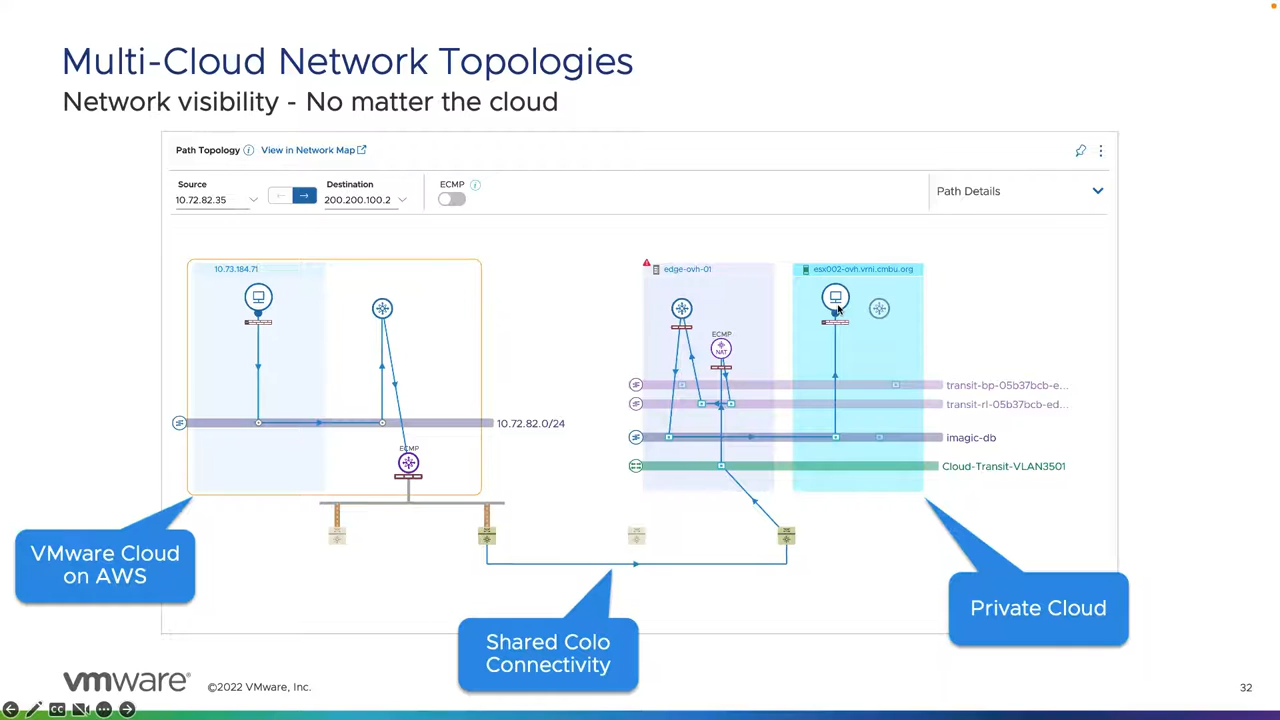 Multi-Cloud Network Topologies
Network visibility - No matter the cloud
Path Topology
View in Network Map
Source
10.72.82.35
Destination
200.200.100.2
ECMP
Path Details
10.73.184.71
edge-ovh-01
esx002-ovh.vrni.cmbu.org
ECMP
NAT
transit-bp-05b37bcb-e...
transit-rl-05b37bcb-ed...
10.72.82.0/24
imagic-db
ECMP
Cloud-Transit-VLAN3501
VMware Cloud
on AWS
Shared Colo
Connectivity
Private Cloud
vmware®
©2022 VMware, Inc.
32
CC